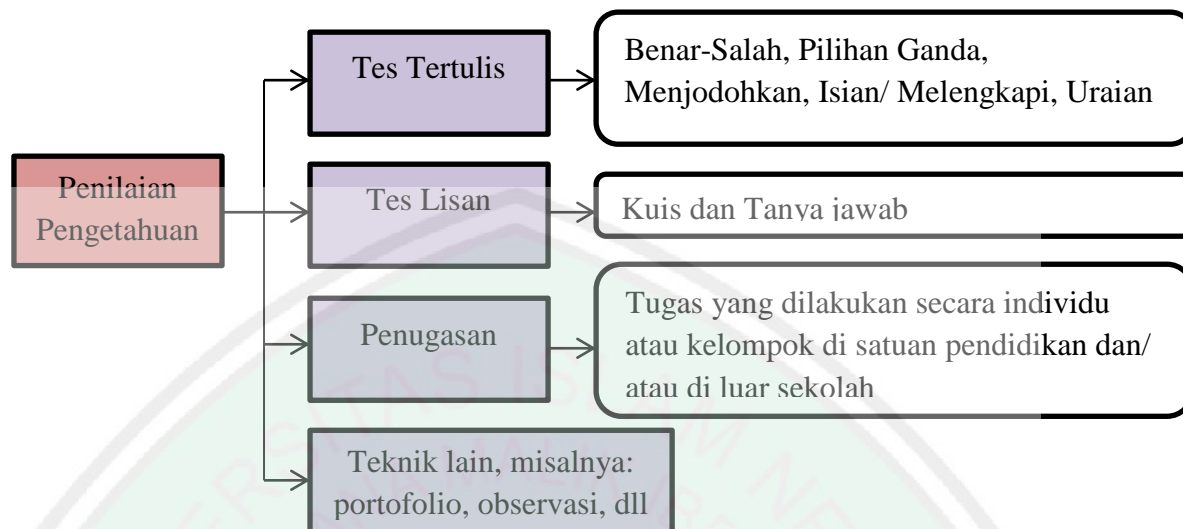 Tes Tertulis
Benar-Salah, Pilihan Ganda,
Menjodohkan, Isian/ Melengkapi, Uraian
Penilaian
Pengetahuan
Tes Lisan
Kuis dan Tanya jawab
Penugasan
Tugas yang dilakukan secara individu
atau kelompok di satuan pendidikan dan/
atau di luar sekolah
Teknik lain, misalnya:
portofolio, observasi, dll